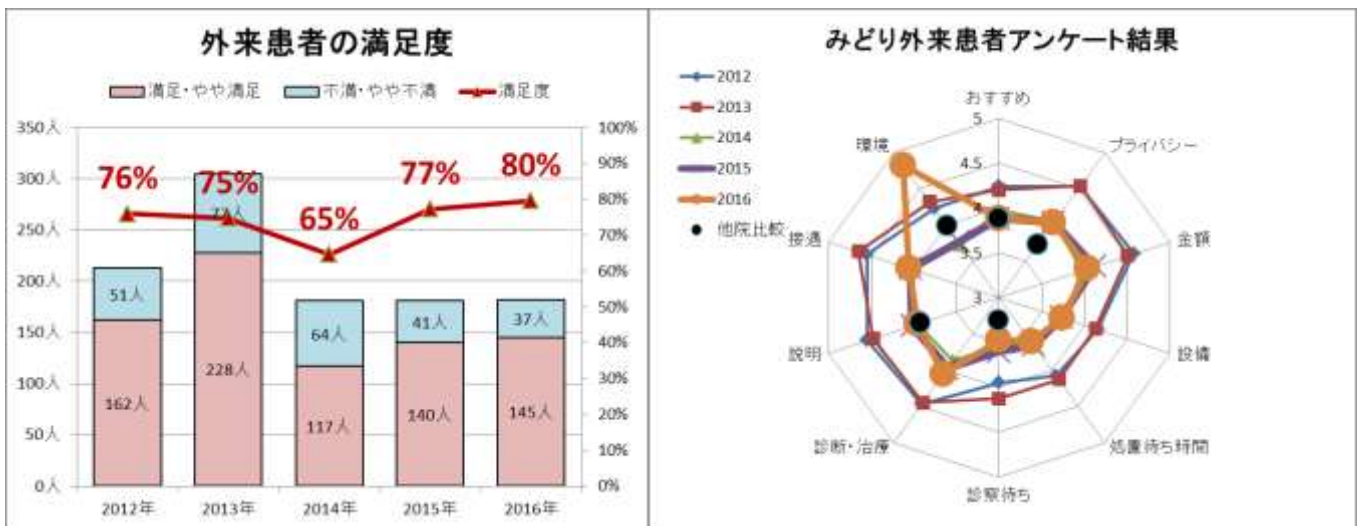 外来患者の満足度
満足・やや満足 不満・やや不満 満足度
350人
300人
250人
200人
150人
100人
50人
0人
100%
90%
80%
70%
60%
50%
40%
30%
20%
10%
0%
76%
75%
65%
77%
80%
51人
64人
41人
37人
162人
228人
117人
140人
145人
2012年 2013年 2014年 2015年 2016年
みどり外来患者アンケート結果
2012
2013
2014
2015
2016
他院比較
おすすめ
プライバシー
金額
設備
処置待ち時間
診察待ち
診断・治療
説明
接遇
環境
5
4.5
4
3.5
3